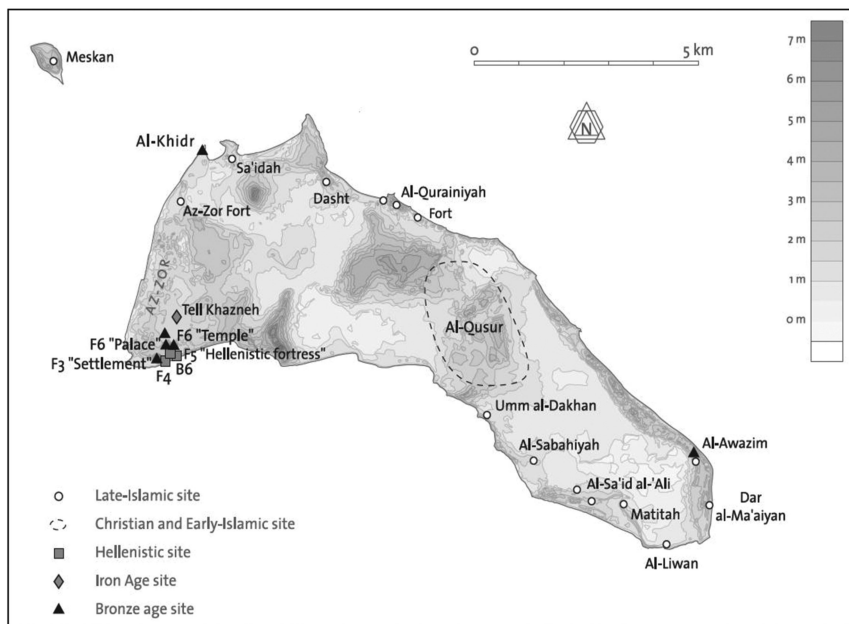 Meskan
0
5 km
N
7 m
6 m
5 m
4 m
3 m
2 m
1 m
0 m
Al-Khidr
Sa'idah
Dasht
Al-Qurainiyah
Az-Zor Fort
Fort
AZ-ZOR
Tell Khazneh
Al-Qusur
F6 "Temple"
F6 "Palace"
F5 "Hellenistic fortress"
F3 "Settlement"
F4
B6
Umm al-Dakhan
Al-Sabahiyah
Al-Awazim
Al-Sa'id al-'Ali
Matitah
Dar
al-Ma'aiyan
Al-Liwan
Late-Islamic site
Christian and Early-Islamic site
Hellenistic site
Iron Age site
Bronze age site